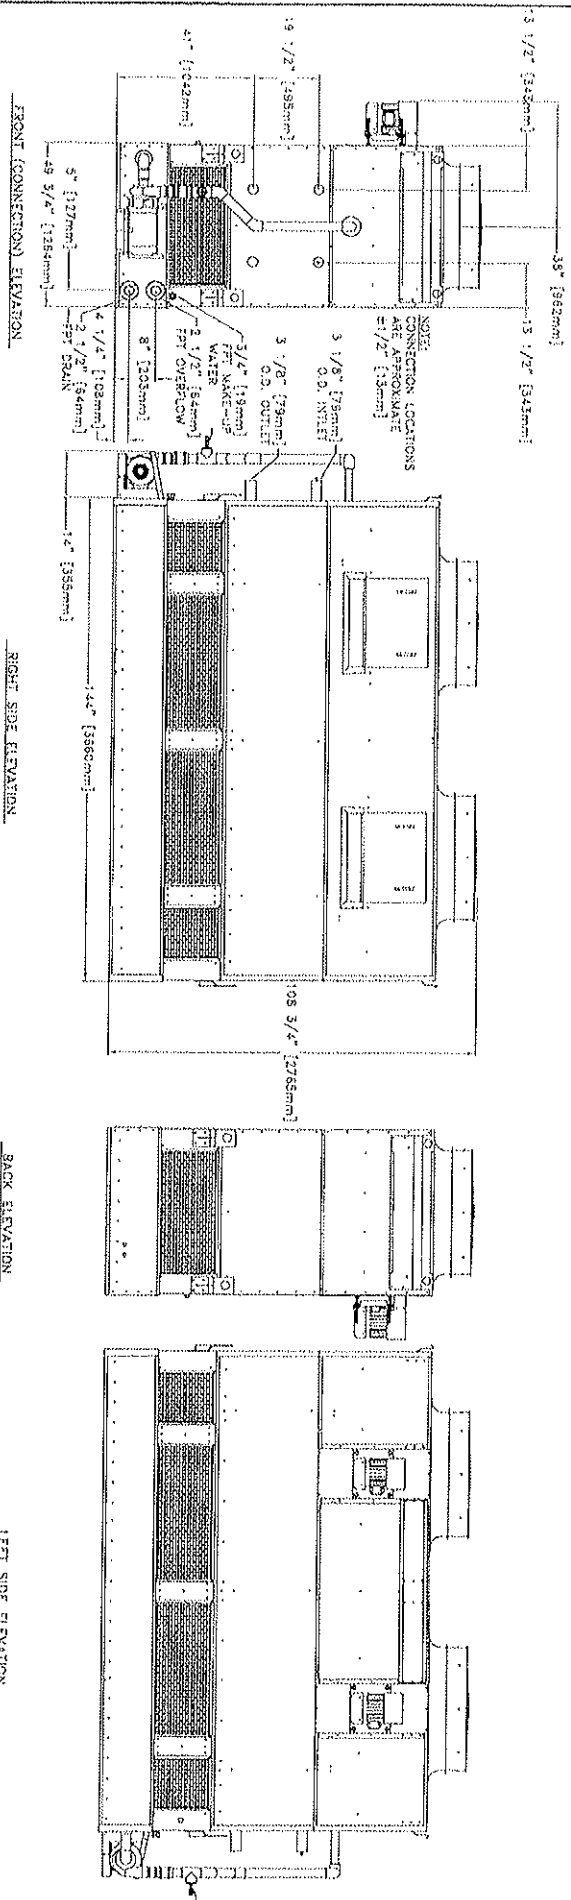 13 1/2" [343mm]
38" [962mm]
13 1/2" [343mm]
19 1/2" [495mm]
41" [1042mm]
NOTE:
CONNECTION LOCATIONS
ARE APPROXIMATE
±1/2" [13mm]
3 1/8" [79mm]
O.D. INLET
3 1/8" [79mm]
O.D. OUTLET
3/4" [19mm]
FPT MAKE-UP
WATER
2 1/2" [64mm]
FPT OVERFLOW
8" [203mm]
4 1/4" [108mm]
2 1/2" [64mm]
FPT DRAIN
5" [127mm]
49 3/4" [1264mm]
FRONT (CONNECTION) ELEVATION
14" [356mm]
144" [3660mm]
RIGHT SIDE ELEVATION
108 3/4" [2765mm]
BACK ELEVATION
LEFT SIDE ELEVATION